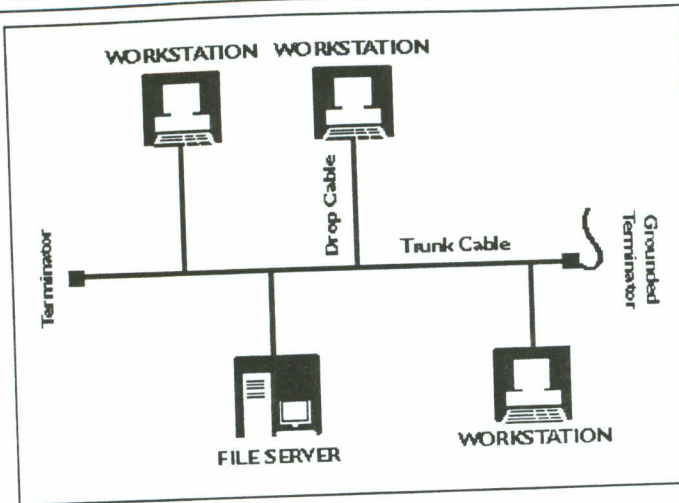 WORKSTATION WORKSTATION
Drop Cable
Trunk Cable
Terminator
Grounded
Terminator
FILE SERVER
WORKSTATION